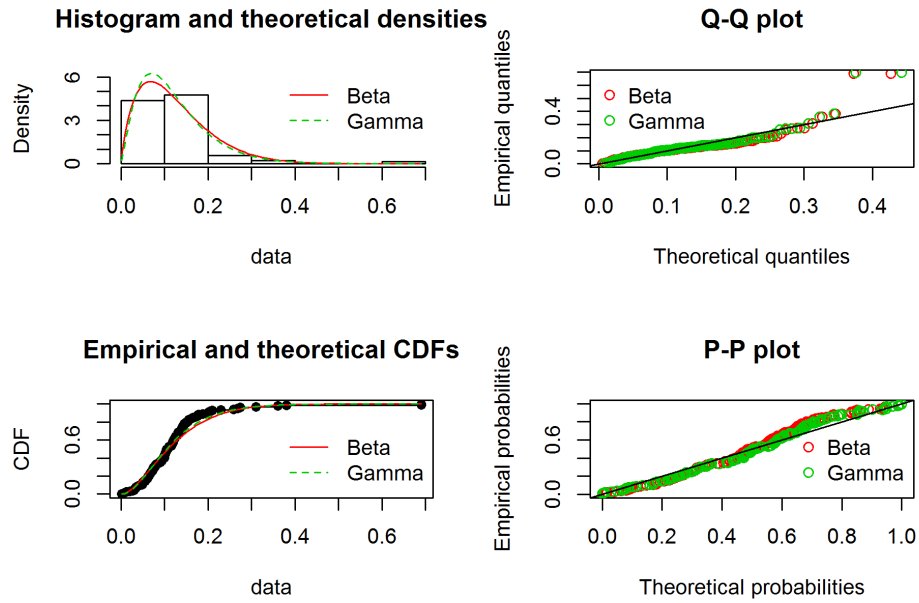 Histogram and theoretical densities
Density
6
3
0
Beta
Gamma
0.0 0.2 0.4 0.6
data
Q-Q plot
Empirical quantiles
0.4
0.0
Beta
Gamma
0.0 0.1 0.2 0.3 0.4
Theoretical quantiles
Empirical and theoretical CDFs
CDF
0.6
0.0
Beta
Gamma
0.0 0.2 0.4 0.6
data
P-P plot
Empirical probabilities
0.6
0.0
Beta
Gamma
0.0 0.2 0.4 0.6 0.8 1.0
Theoretical probabilities